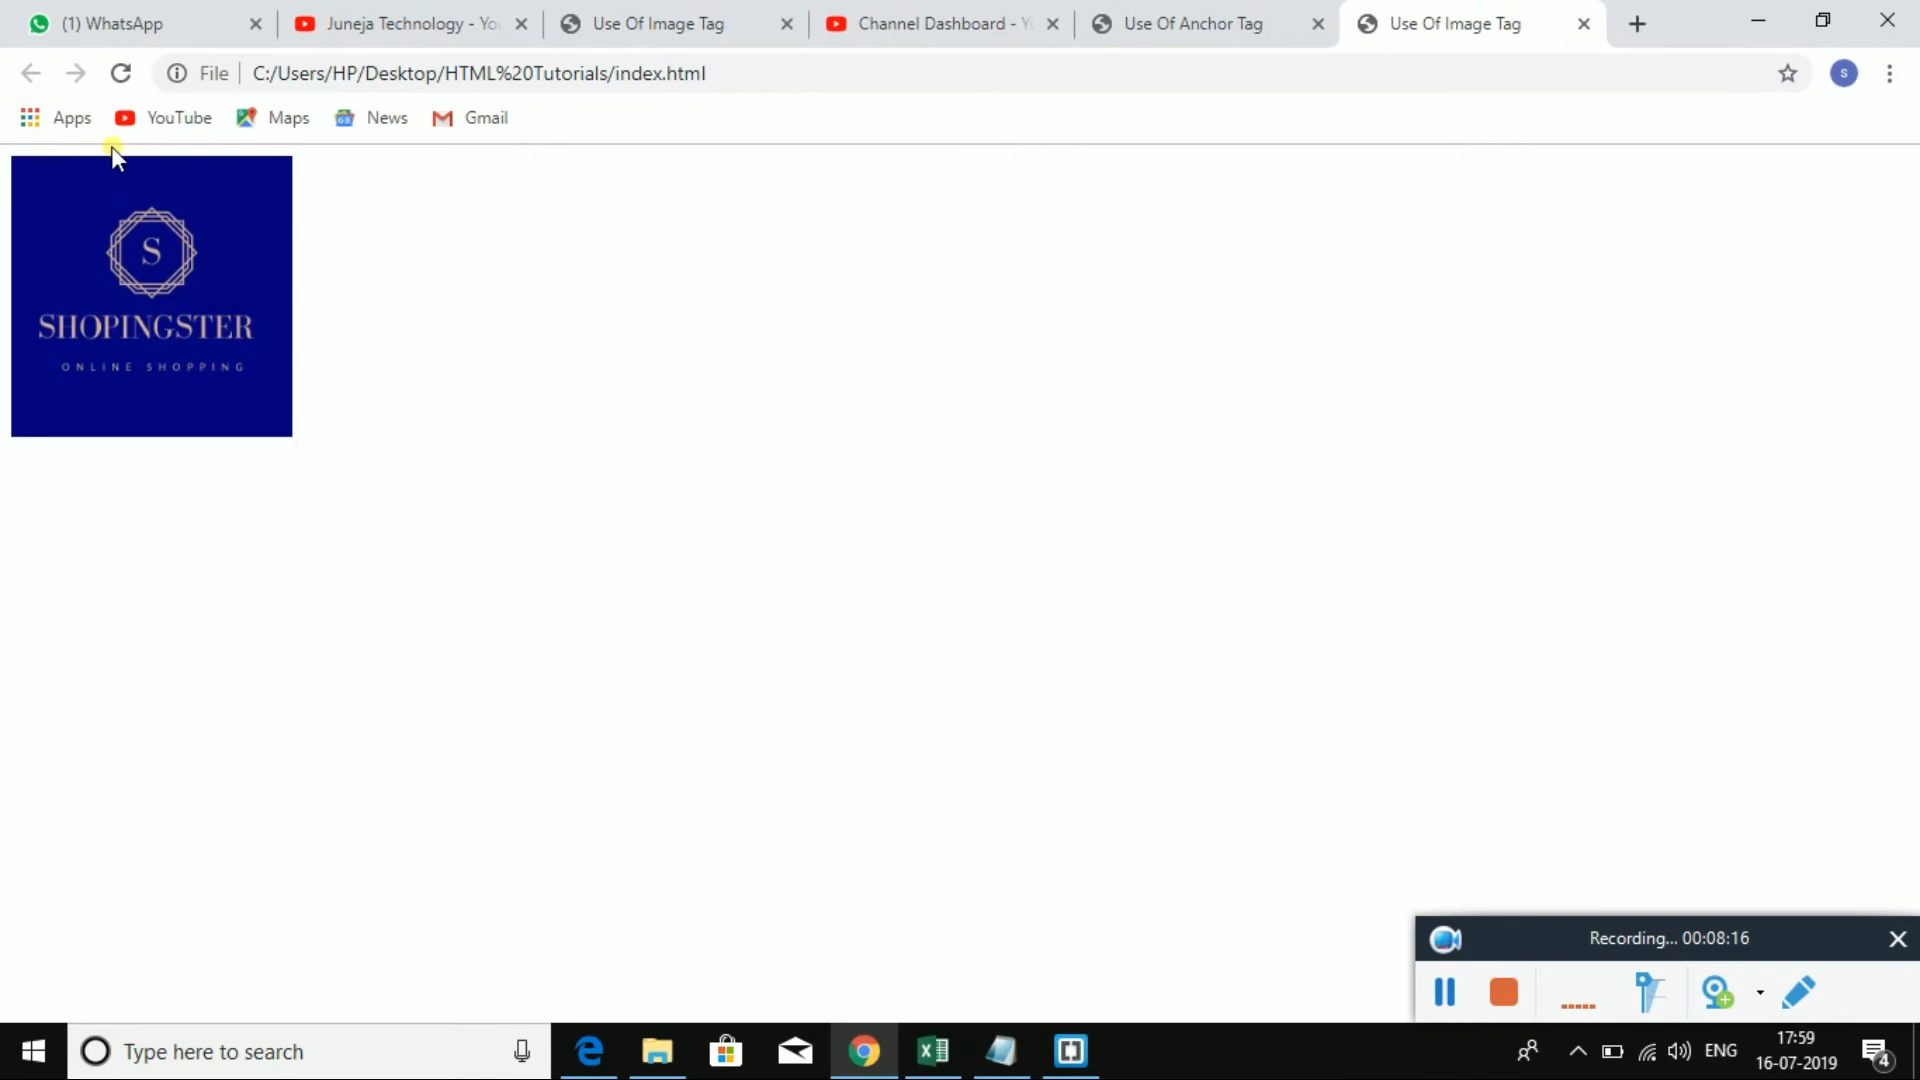 (1) WhatsApp
Juneja Technology - You
Use Of Image Tag
Channel Dashboard - Yo
Use Of Anchor Tag
Use Of Image Tag
File
C:/Users/HP/Desktop/HTML%20Tutorials/index.html
S
Apps
YouTube
Maps
News
Gmail
S
SHOPINGSTER
ONLINE SHOPPING
Recording... 00:08:16
Type here to search
ENG
17:59
16-07-2019
4